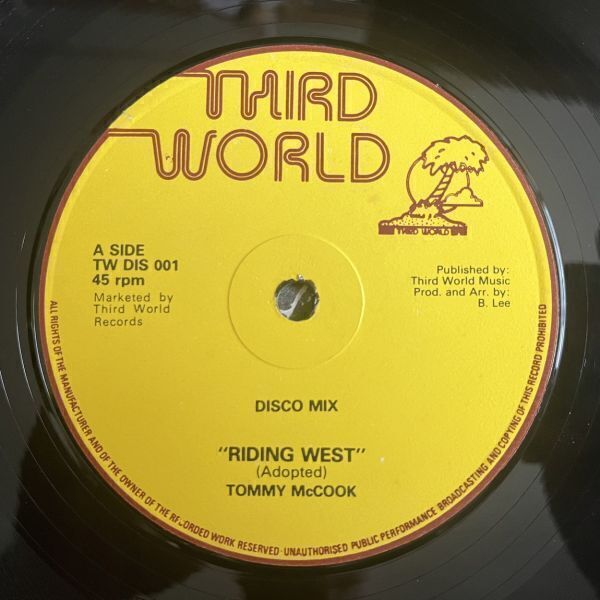 THIRD
WORLD
THIRD WORLD
A SIDE
TW DIS 001
45 rpm
Marketed by
Third World
Records
Published by:
Third World Music
Prod. and Arr. by:
B. Lee
DISCO MIX
"RIDING WEST"
(Adopted)
TOMMY McCOOK
ALL RIGHTS OF THE MANUFACTURER AND OF THE OWNER OF THE RECORDED WORK RESERVED·UNAUTHORISED PUBLIC PERFORMANCE BROADCASTING AND COPYING OF THIS RECORD PROHIBITED